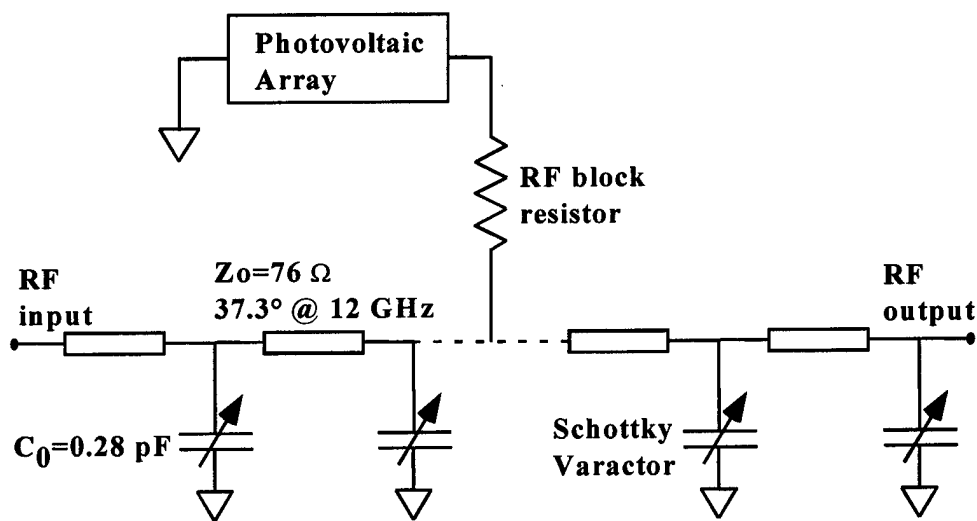 Photovoltaic
Array
RF block
resistor
RF
input
Zo=76 Ω
37.3° @ 12 GHz
RF
output
C0=0.28 pF
Schottky
Varactor